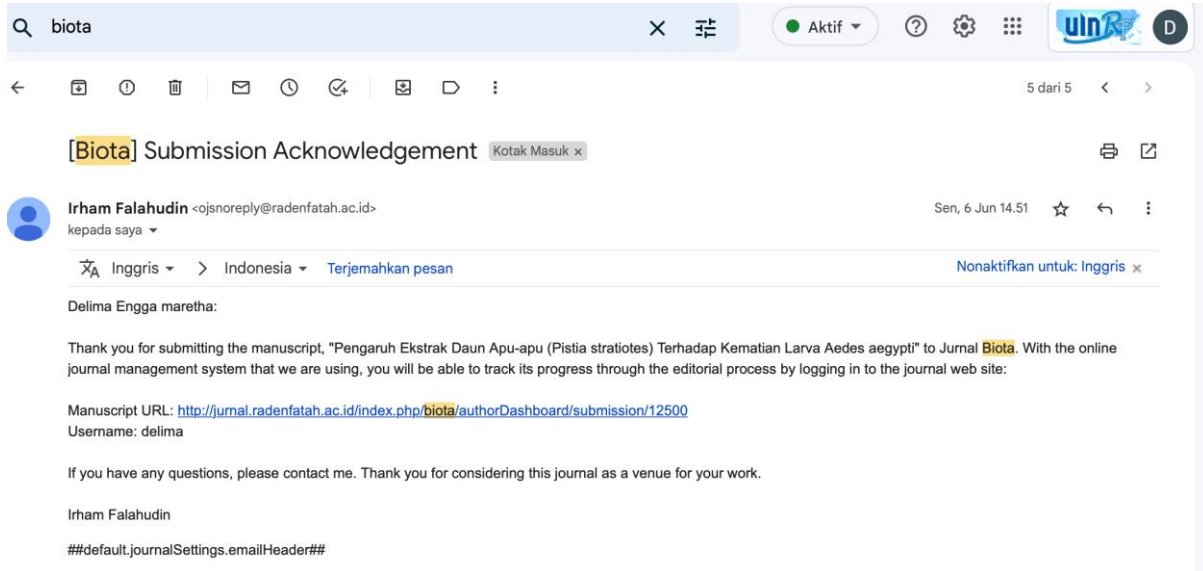 biota
Aktif
uin
D
5 dari 5
[Biota] Submission Acknowledgement Kotak Masuk x
Irham Falahudin <ojsnoreply@radenfatah.ac.id>
Sen, 6 Jun 14.51
kepada saya
Inggris > Indonesia Terjemahkan pesan
Nonaktifkan untuk: Inggris x
Delima Engga maretha:
Thank you for submitting the manuscript, "Pengaruh Ekstrak Daun Apu-apu (Pistia stratiotes) Terhadap Kematian Larva Aedes aegypti" to Jurnal Biota. With the online
journal management system that we are using, you will be able to track its progress through the editorial process by logging in to the journal web site:
Manuscript URL: http://jurnal.radenfatah.ac.id/index.php/biota/authorDashboard/submission/12500
Username: delima
If you have any questions, please contact me. Thank you for considering this journal as a venue for your work.
Irham Falahudin
##default.journalSettings.emailHeader##